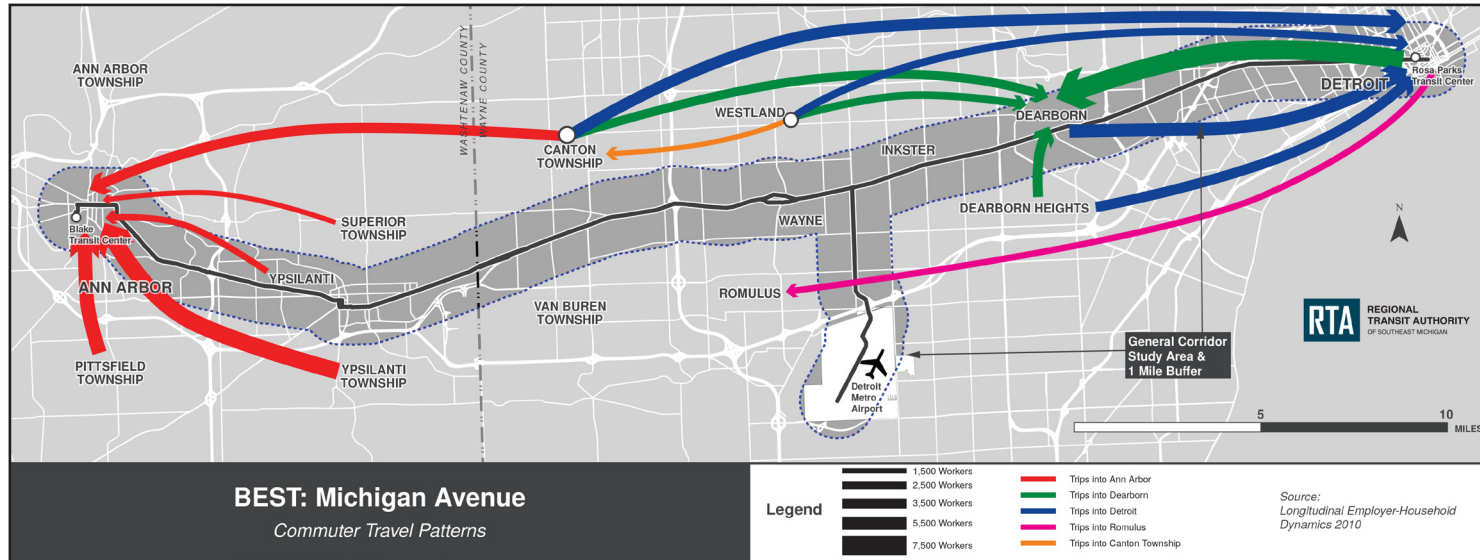 ANN ARBOR
TOWNSHIP
WASHTENAW COUNTY
WAYNE COUNTY
CANTON
TOWNSHIP
WESTLAND
DEARBORN
DETROIT
Rosa Parks
Transit Center
INKSTER
SUPERIOR
TOWNSHIP
Blake
Transit Center
ANN ARBOR
YPSILANTI
WAYNE
DEARBORN HEIGHTS
N
ROMULUS
VAN BUREN
TOWNSHIP
PITTSFIELD
TOWNSHIP
YPSILANTI
TOWNSHIP
Detroit
Metro
Airport
General Corridor
Study Area &
1 Mile Buffer
RTA
REGIONAL
TRANSIT AUTHORITY
OF SOUTHEAST MICHIGAN
5
10
MILES
BEST: Michigan Avenue
Commuter Travel Patterns
Legend
1,500 Workers
2,500 Workers
3,500 Workers
5,500 Workers
7,500 Workers
Trips into Ann Arbor
Trips into Dearborn
Trips into Detroit
Trips into Romulus
Trips into Canton Township
Source:
Longitudinal Employer-Househoid
Dynamics 2010